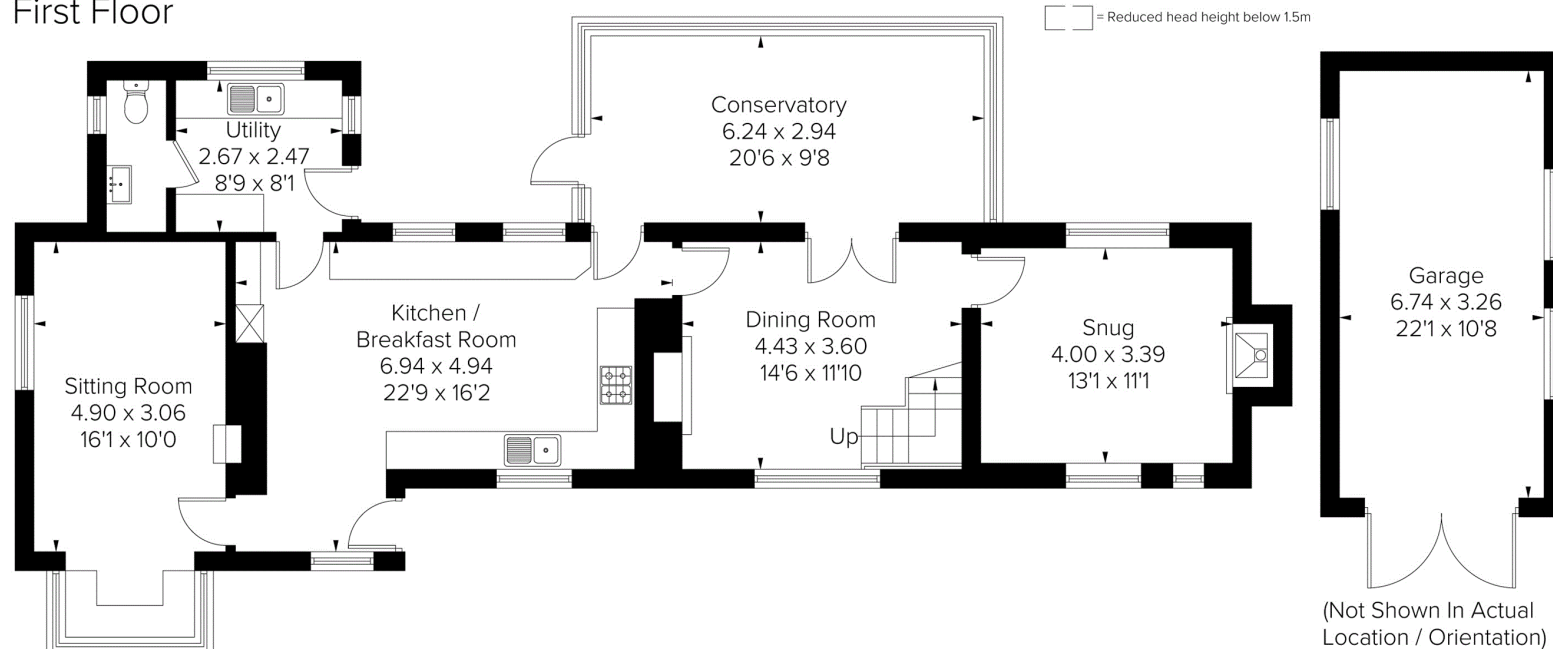 First Floor
= Reduced head height below 1.5m
Conservatory
6.24 x 2.94
20'6 x 9'8
Utility
2.67 x 2.47
8'9 x 8'1
Kitchen /
Breakfast Room
6.94 x 4.94
22'9 x 16'2
Dining Room
4.43 x 3.60
14'6 x 11'10
Snug
4.00 x 3.39
13'1 x 11'1
Garage
6.74 x 3.26
22'1 x 10'8
Sitting Room
4.90 x 3.06
16'1 x 10'0
Up
(Not Shown In Actual
Location / Orientation)